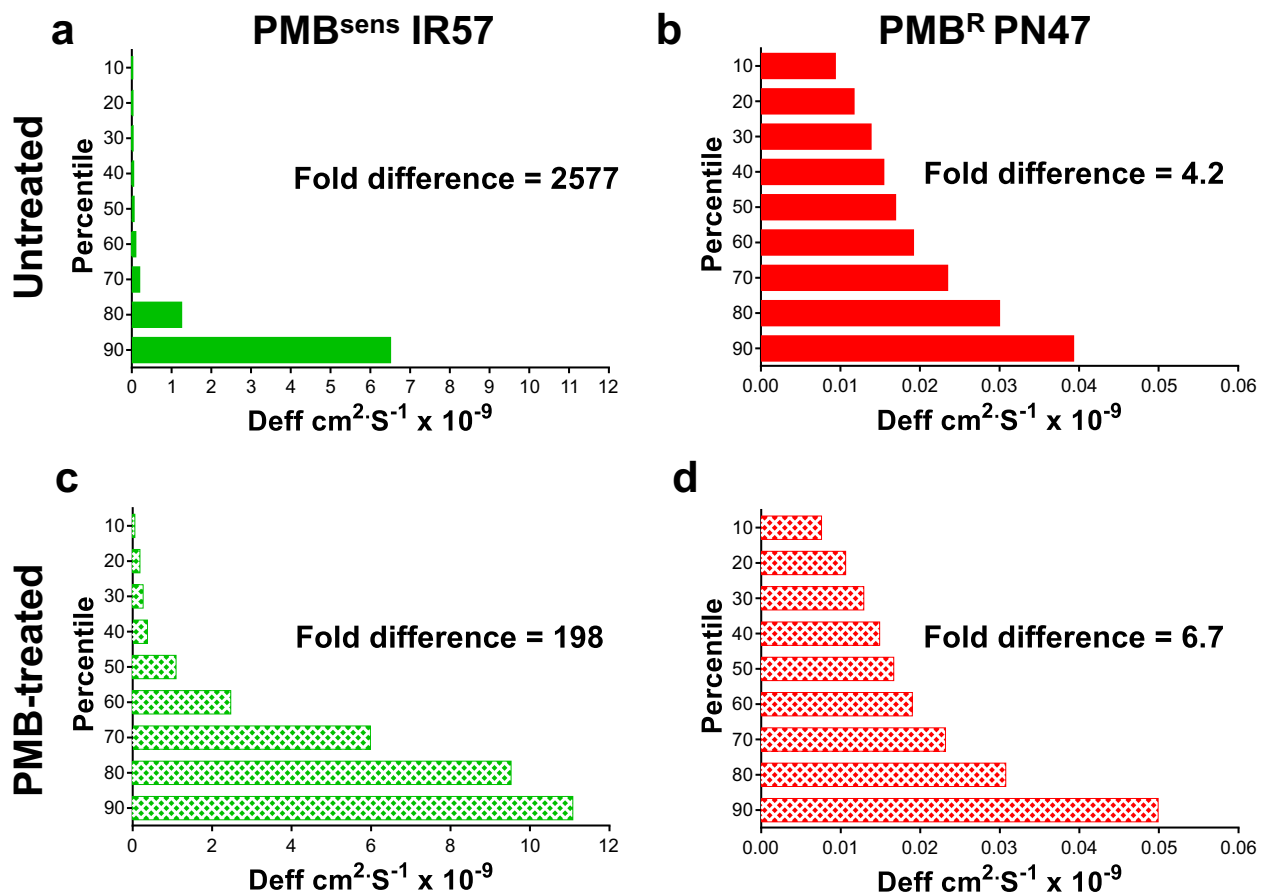 a
PMBsens IR57
b
PMBR PN47
Untreated
Percentile
10
20
30
40
50
60
70
80
90
Fold difference = 2577
0 1 2 3 4 5 6 7 8 9 10 11 12
Deff cm2·S-1 x 10-9
Percentile
10
20
30
40
50
60
70
80
90
Fold difference = 4.2
0.00 0.01 0.02 0.03 0.04 0.05 0.06
Deff cm2·S-1 x 10-9
c
d
PMB-treated
Percentile
10
20
30
40
50
60
70
80
90
Fold difference = 198
0 2 4 6 8 10 12
Deff cm2·S-1 x 10-9
Percentile
10
20
30
40
50
60
70
80
90
Fold difference = 6.7
0.00 0.01 0.02 0.03 0.04 0.05 0.06
Deff cm2·S-1 x 10-9